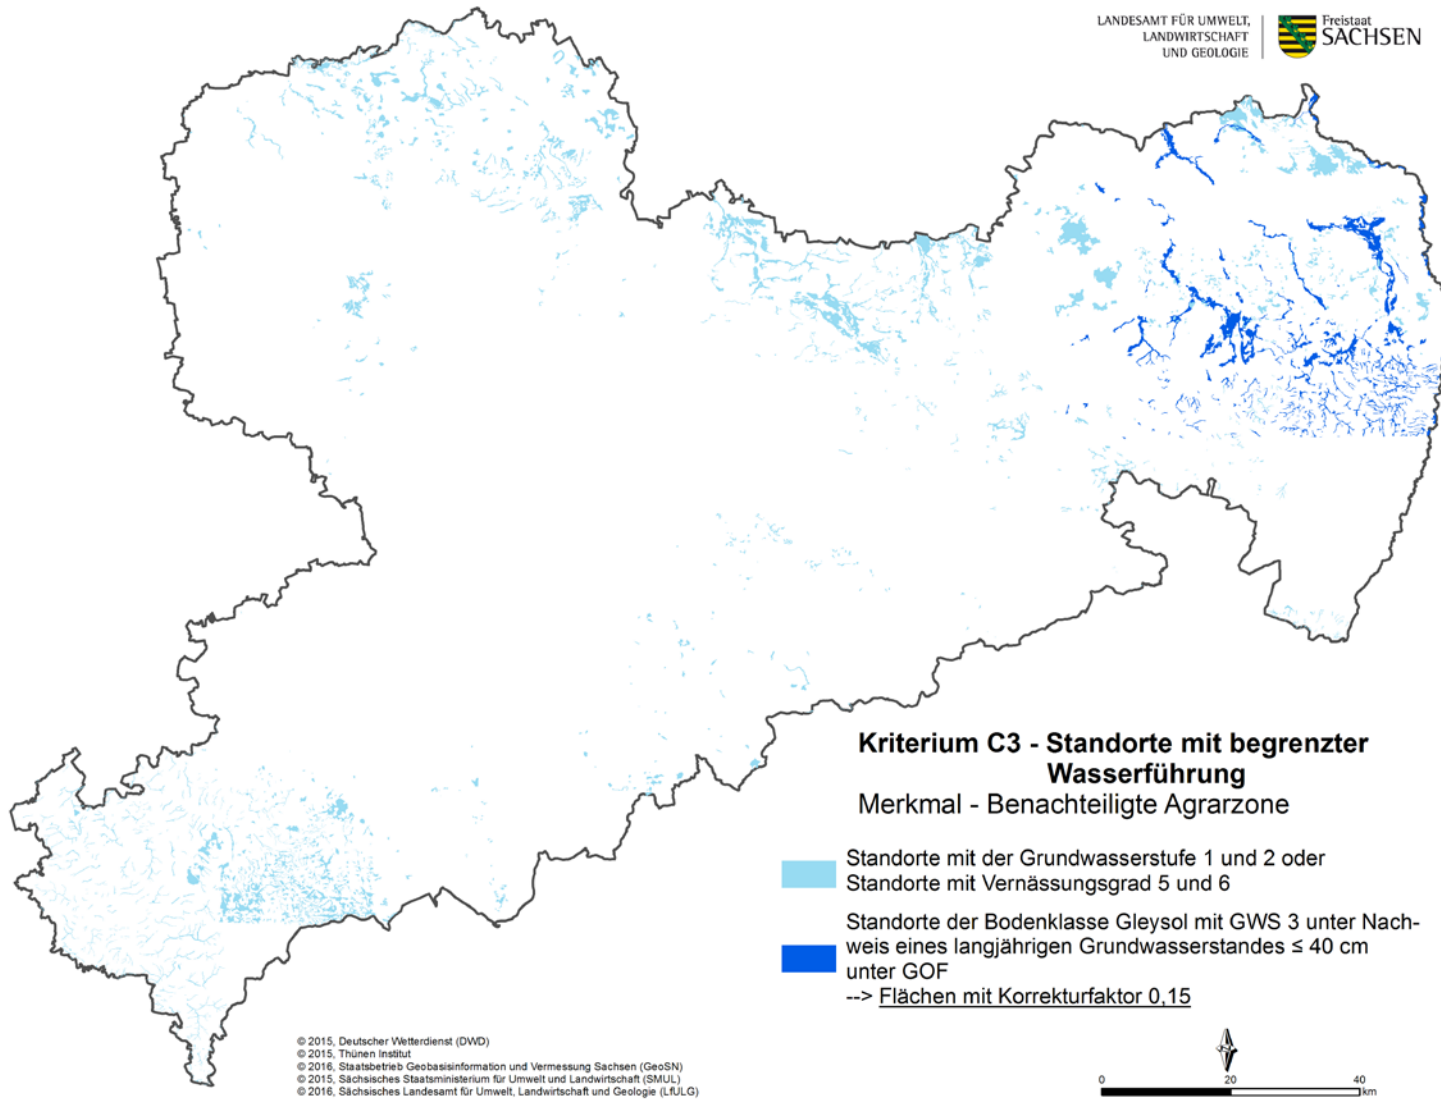 LANDESAMT FÜR UMWELT,
LANDWIRTSCHAFT
UND GEOLOGIE
Freistaat
SACHSEN
Kriterium C3 - Standorte mit begrenzter
Wasserführung
Merkmal - Benachteiligte Agrarzone
Standorte mit der Grundwasserstufe 1 und 2 oder
Standorte mit Vernässungsgrad 5 und 6
Standorte der Bodenklasse Gleysol mit GWS 3 unter Nach-
weis eines langjährigen Grundwasserstandes ≤ 40 cm
unter GOF
--> Flächen mit Korrekturfaktor 0,15
© 2015, Deutscher Wetterdienst (DWD)
© 2015, Thünen Institut
© 2016, Staatsbetrieb Geobasisinformation und Vermessung Sachsen (GeoSN)
© 2015, Sächsisches Staatsministerium für Umwelt und Landwirtschaft (SMUL)
© 2016, Sächsisches Landesamt für Umwelt, Landwirtschaft und Geologie (LfULG)
0 20 40
km